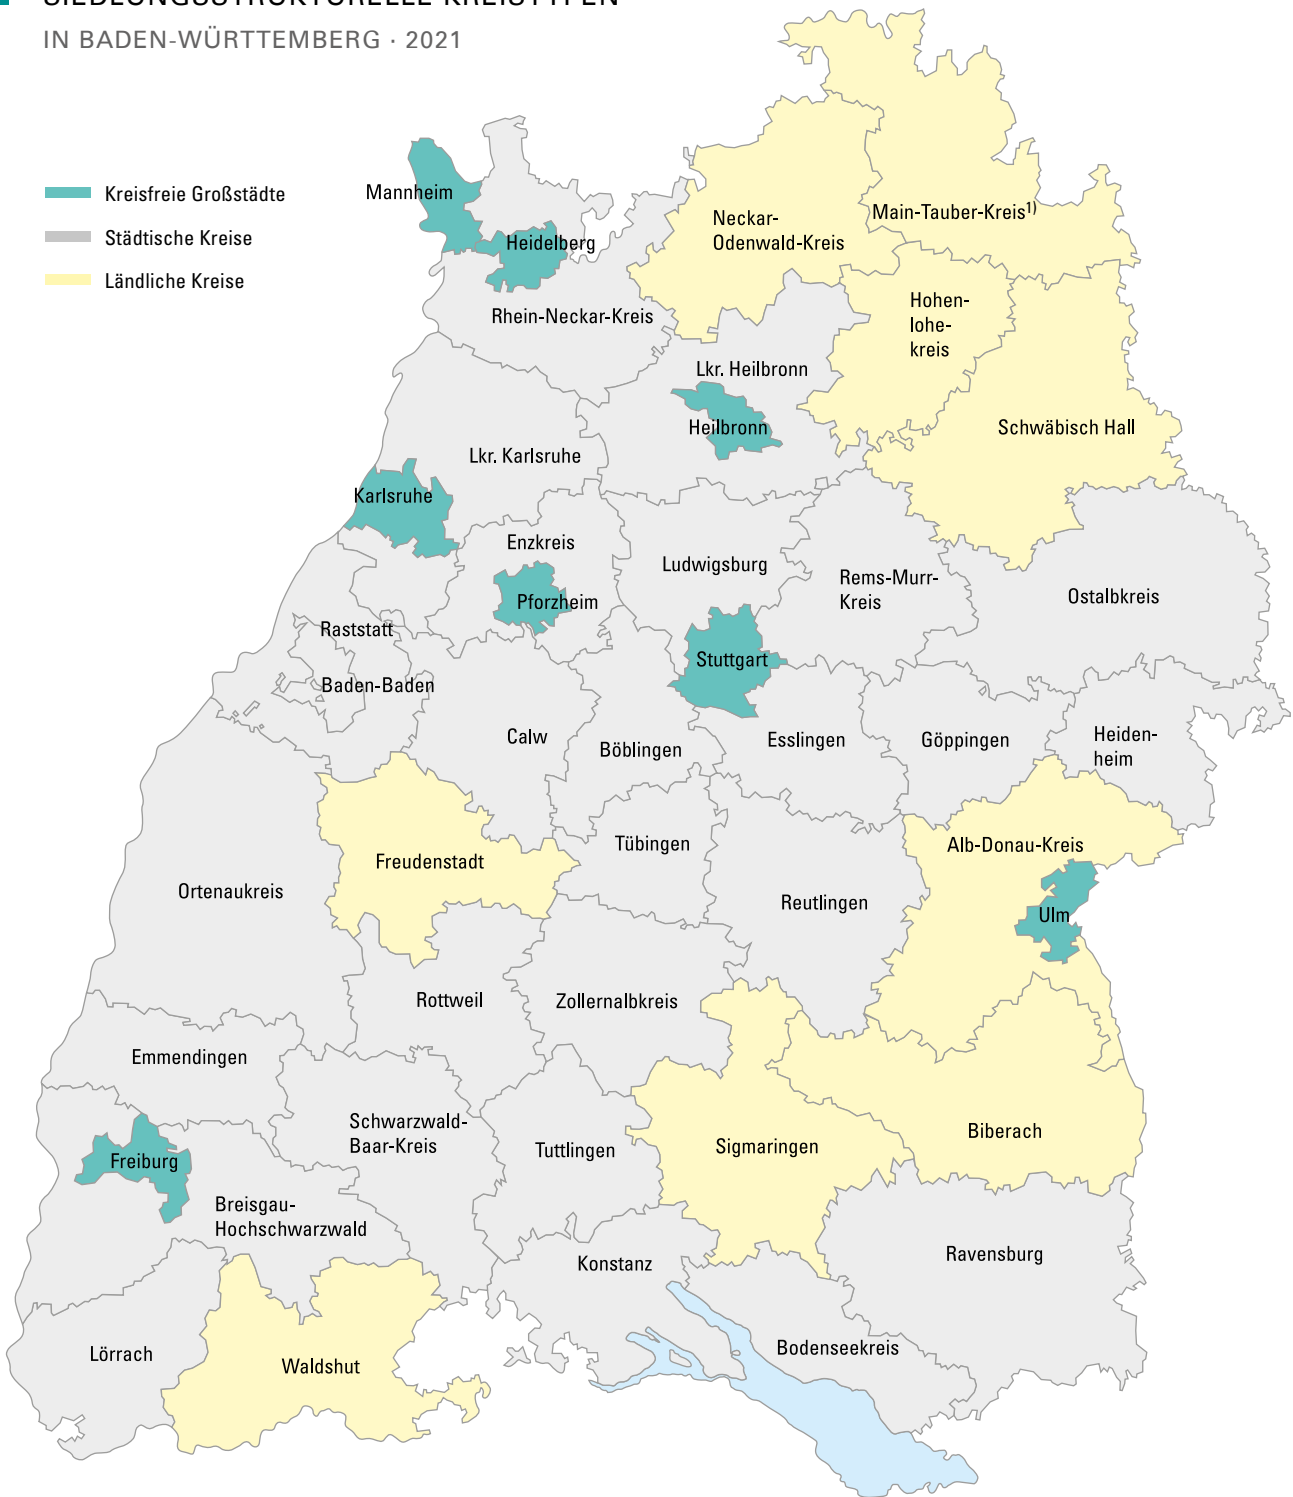 SIEDLUNGSSTRUKTURELLE KREISTYPEN
IN BADEN-WÜRTTEMBERG · 2021
Kreisfreie Großstädte
Städtische Kreise
Ländliche Kreise
Mannheim
Heidelberg
Neckar-
Odenwald-Kreis
Main-Tauber-Kreis1)
Rhein-Neckar-Kreis
Hohen-
lohe-
kreis
Lkr. Heilbronn
Heilbronn
Schwäbisch Hall
Lkr. Karlsruhe
Karlsruhe
Enzkreis
Pforzheim
Ludwigsburg
Rems-Murr-
Kreis
Ostalbkreis
Raststatt
Baden-Baden
Stuttgart
Calw
Böblingen
Esslingen
Göppingen
Heiden-
heim
Freudenstadt
Tübingen
Alb-Donau-Kreis
Ortenaukreis
Reutlingen
Ulm
Rottweil
Zollernalbkreis
Emmendingen
Schwarzwald-
Baar-Kreis
Tuttlingen
Sigmaringen
Biberach
Freiburg
Breisgau-
Hochschwarzwald
Konstanz
Ravensburg
Lörrach
Waldshut
Bodenseekreis